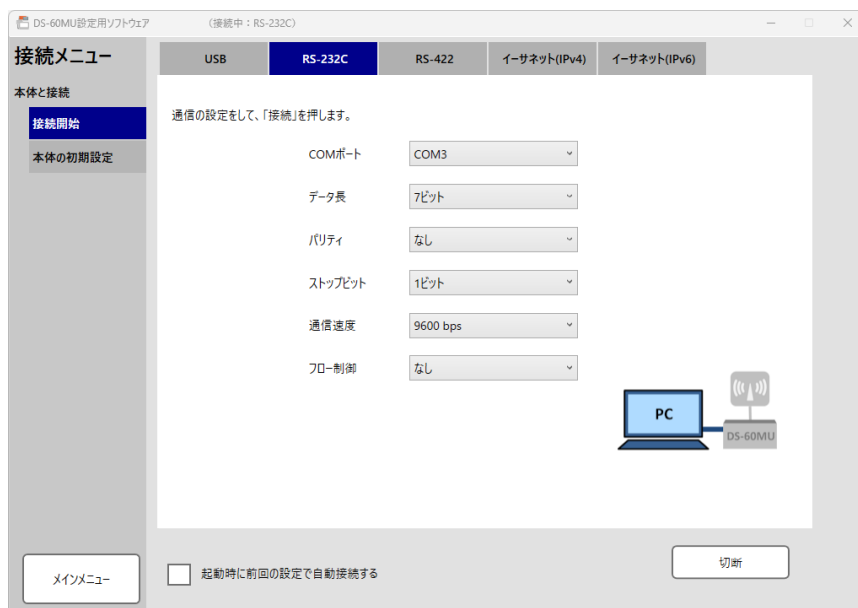 DS-60MU設定用ソフトウェア （接続中：RS-232C）
接続メニュー
本体と接続
接続開始
本体の初期設定
メインメニュー
USB RS-232C RS-422 イーサネット(IPv4) イーサネット(IPv6)
通信の設定をして、「接続」を押します。
COMポート COM3
データ長 7ビット
パリティ なし
ストップビット 1ビット
通信速度 9600 bps
フロー制御 なし
PC
DS-60MU
起動時に前回の設定で自動接続する
切断